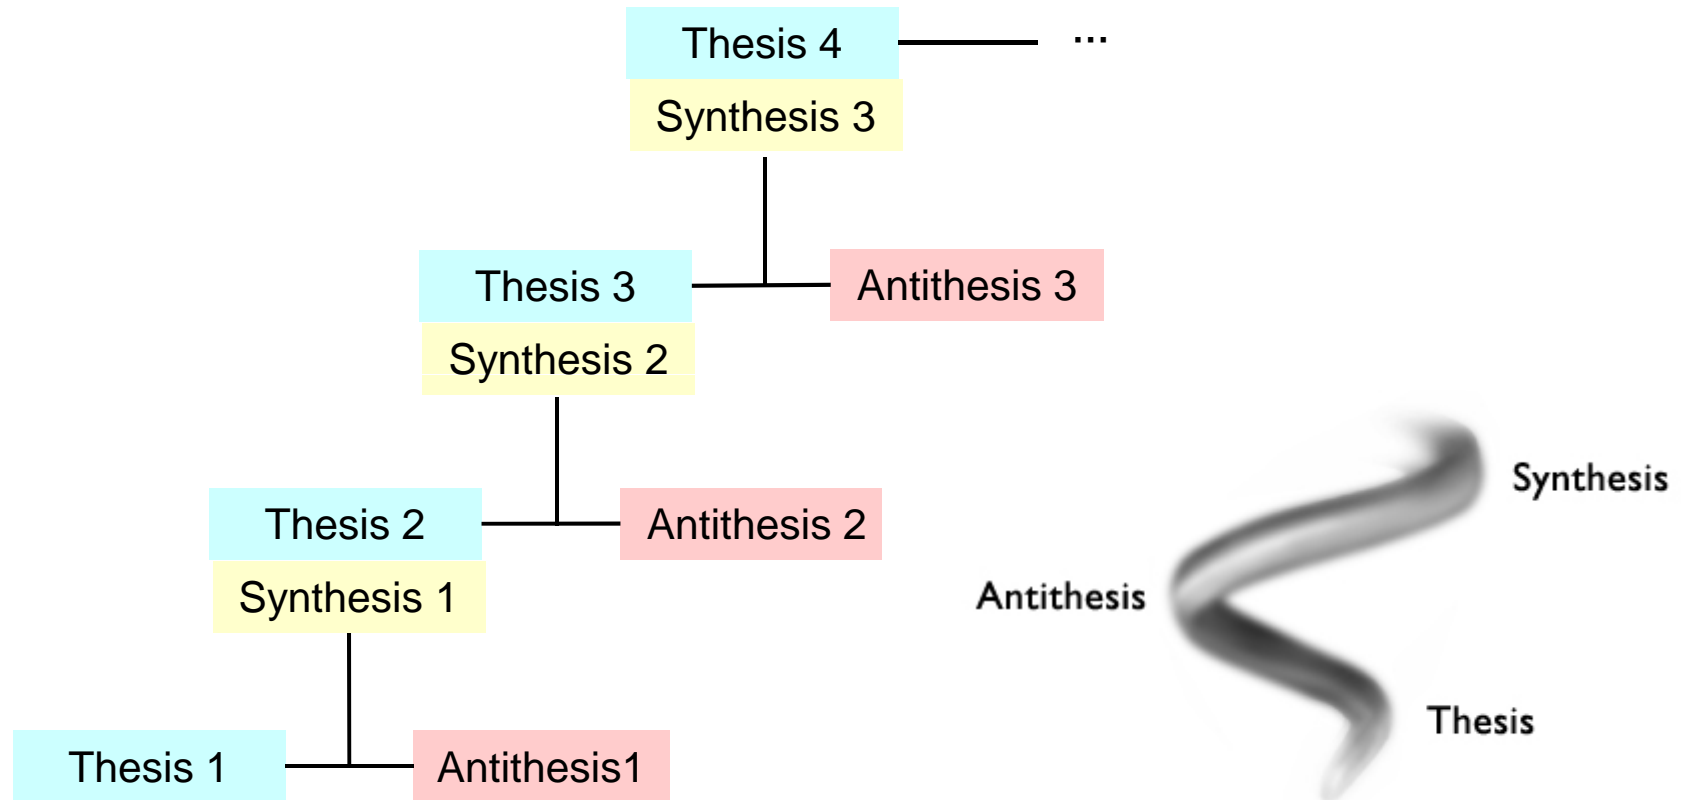 Thesis 4 ...
Synthesis 3
Thesis 3 Antithesis 3
Synthesis 2
Synthesis
Thesis 2 Antithesis 2
Synthesis 1
Antithesis
Thesis
Thesis 1 Antithesis1